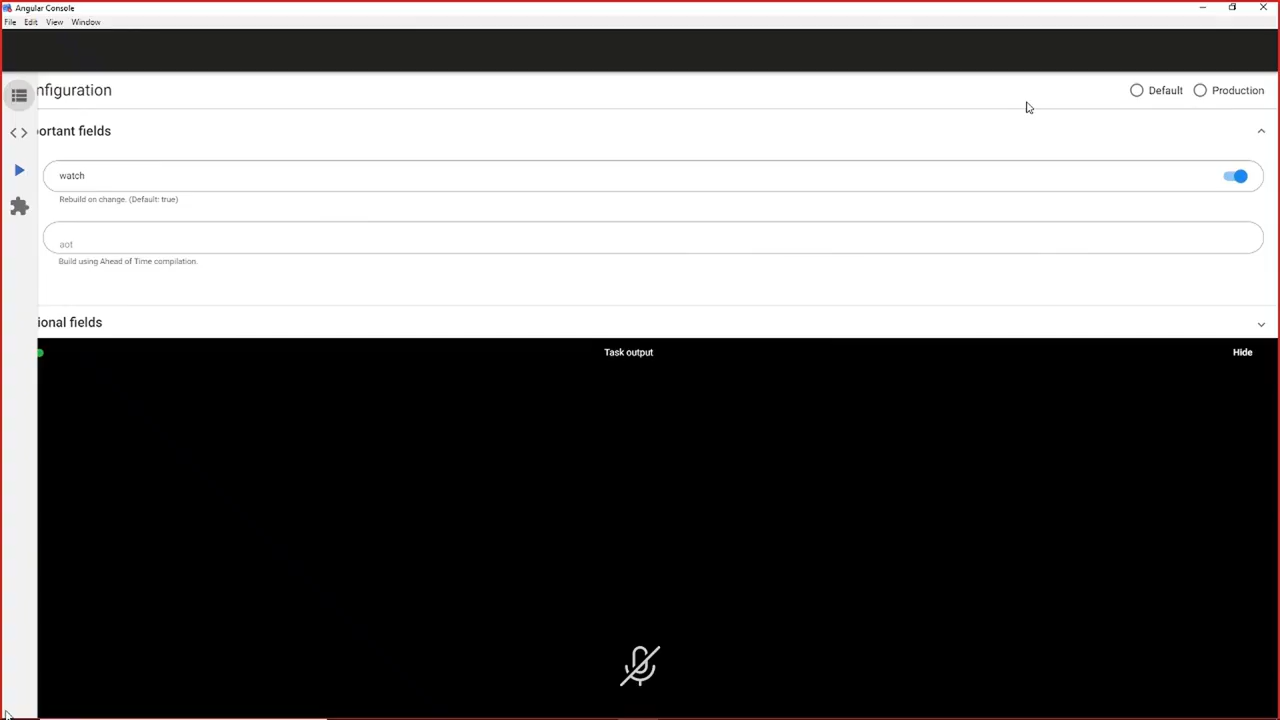 Angular Console
File Edit View Window
nfiguration
Default Production
ortant fields
watch
Rebuild on change. (Default: true)
aot
Build using Ahead of Time compilation.
ional fields
Task output Hide